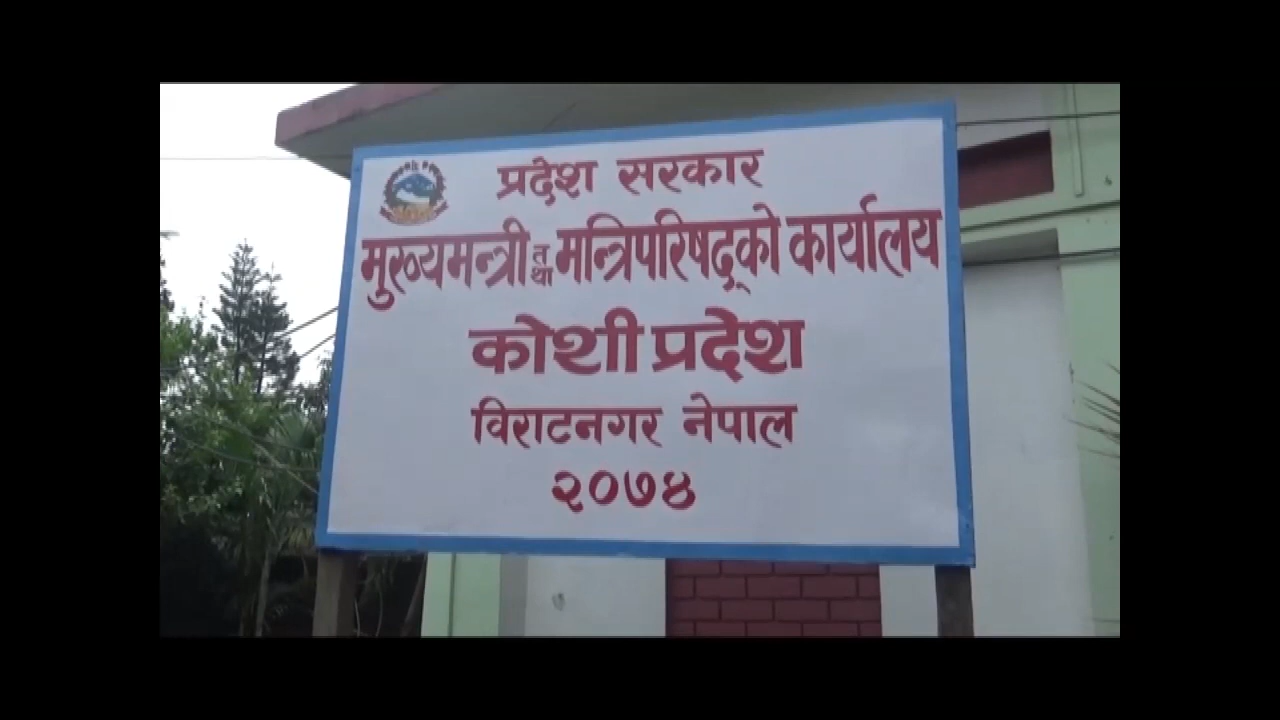 प्रदेश सरकार
मुख्यमन्त्री तथा मन्त्रिपरिषद्को कार्यालय
कोशी प्रदेश
विराटनगर नेपाल
२०७४